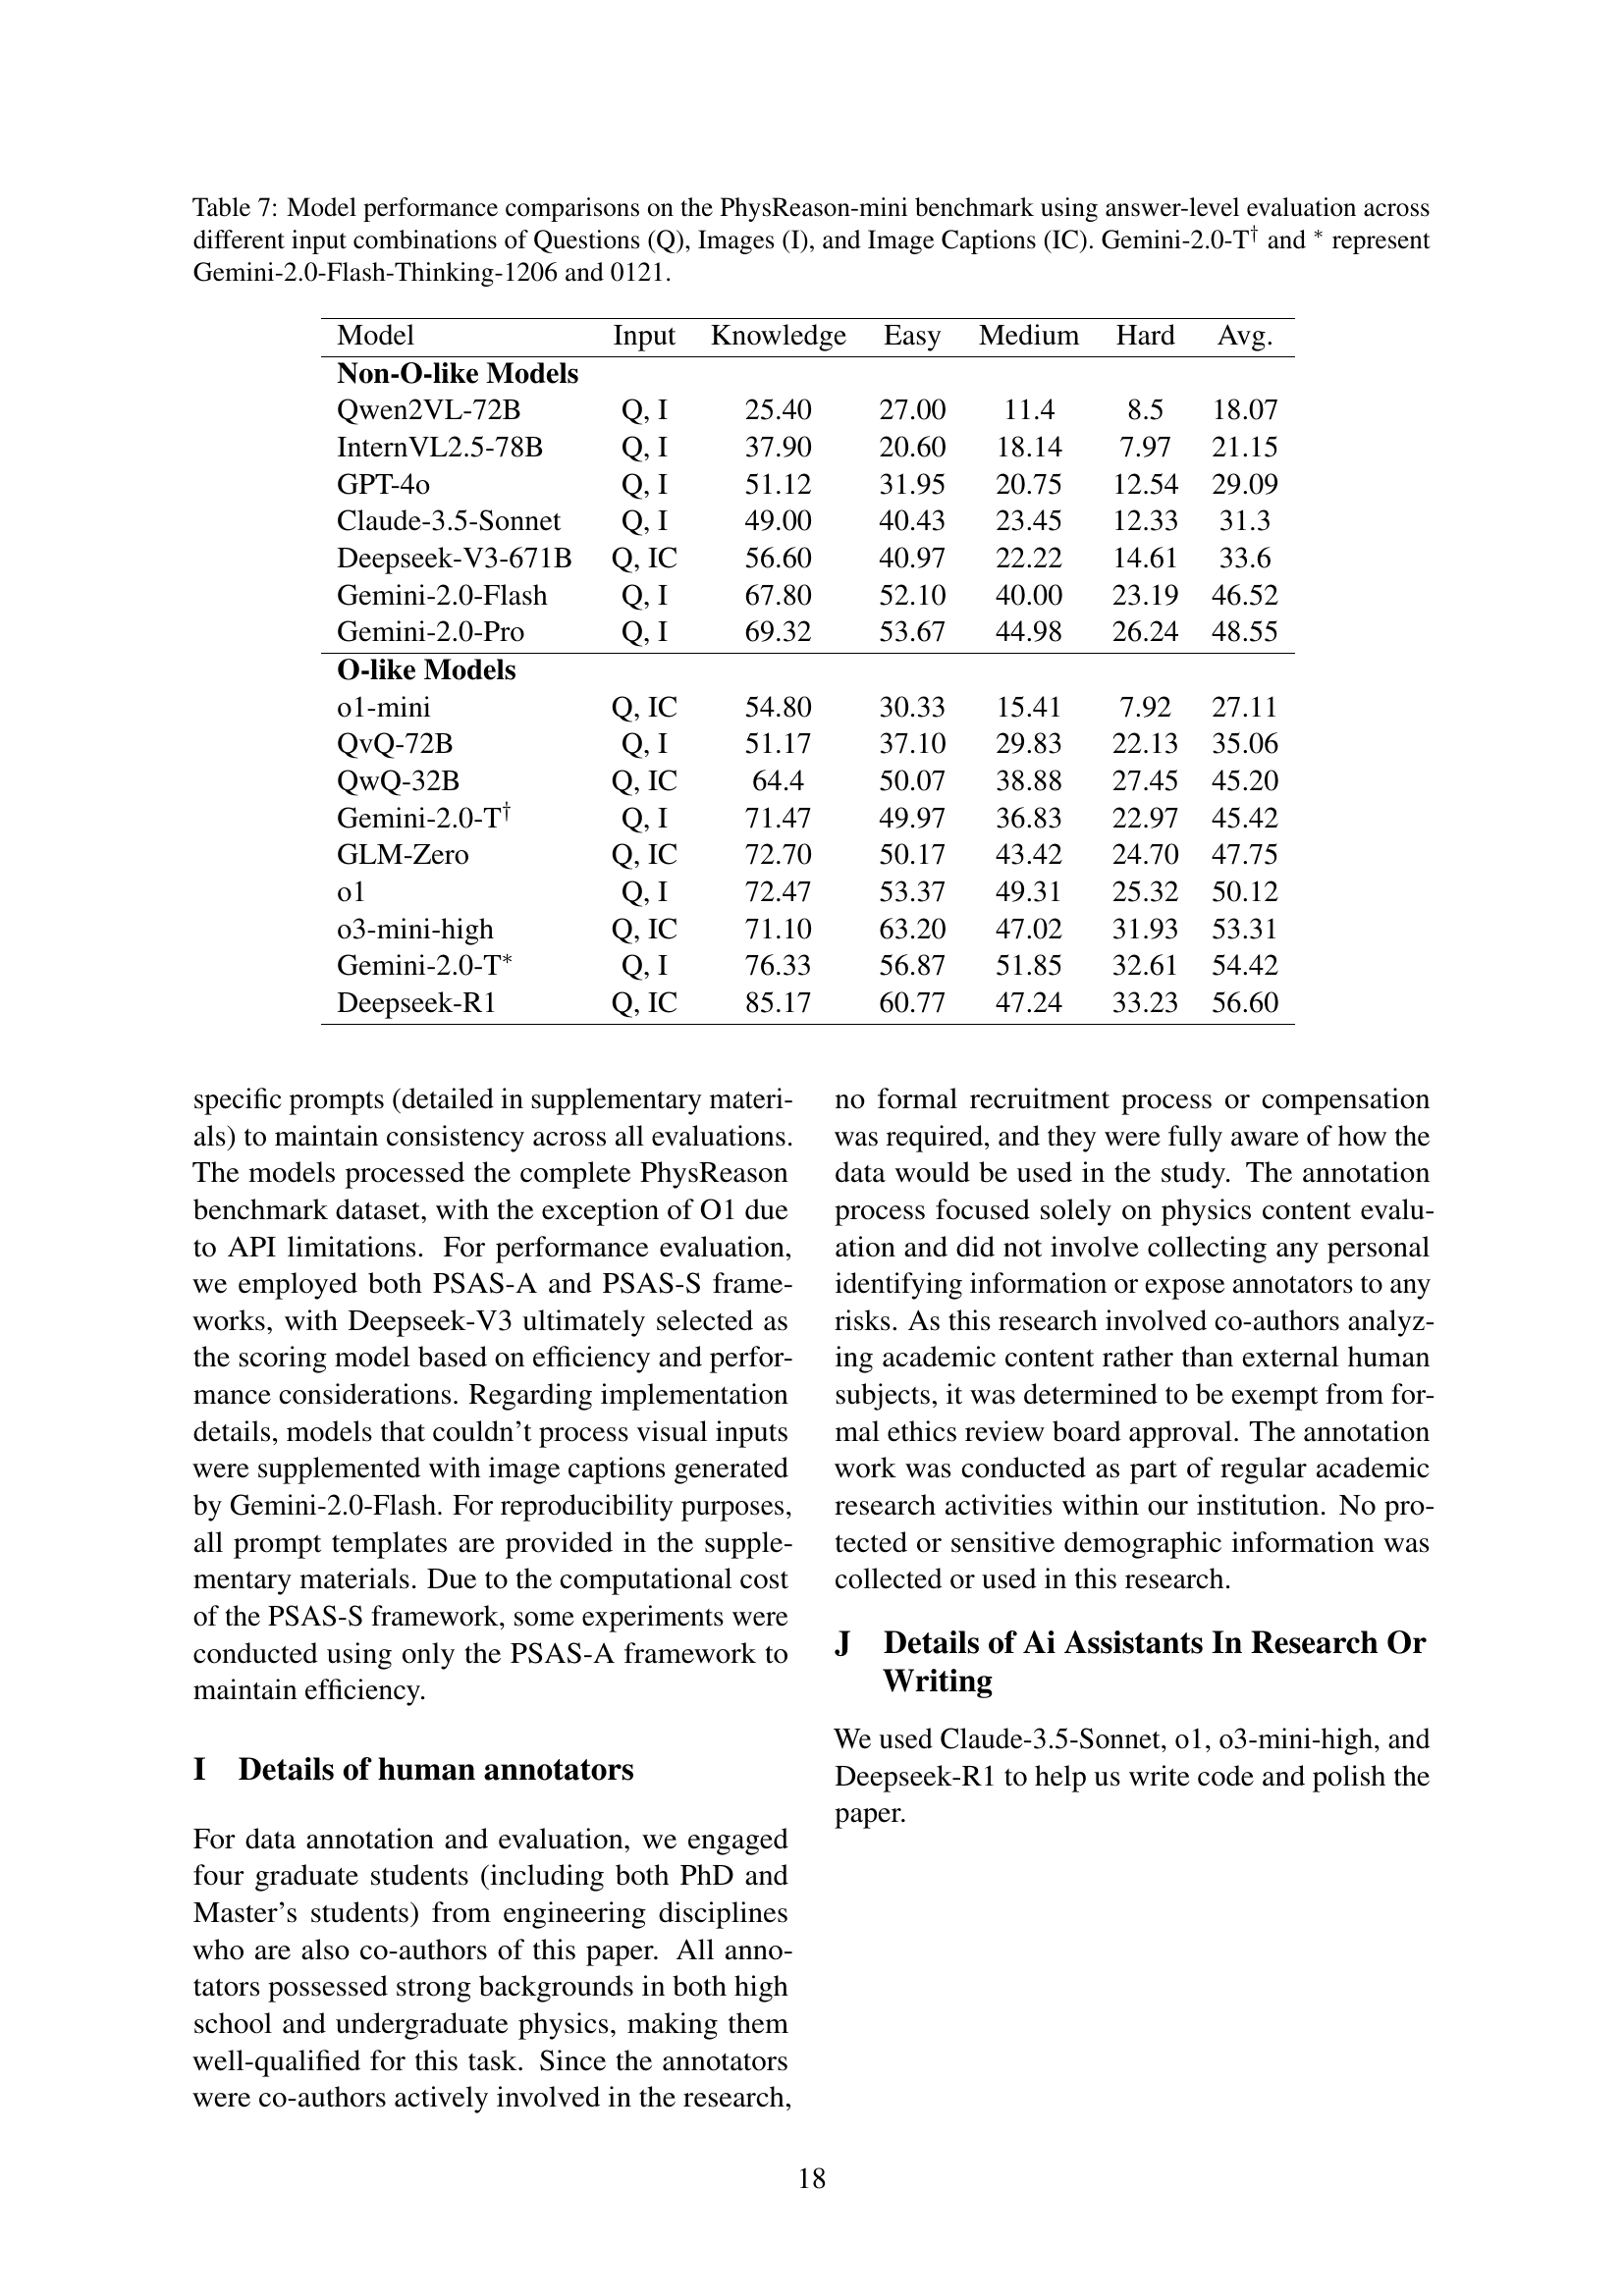 Table 7: Model performance comparisons on the PhysReason-mini benchmark using answer-level evaluation across
different input combinations of Questions (Q), Images (I), and Image Captions (IC). Gemini-2.0-T† and * represent
Gemini-2.0-Flash-Thinking-1206 and 0121.
Model Input Knowledge Easy Medium Hard Avg.
Non-O-like Models
Qwen2VL-72B Q, I 25.40 27.00 11.4 8.5 18.07
InternVL2.5-78B Q, I 37.90 20.60 18.14 7.97 21.15
GPT-4o Q, I 51.12 31.95 20.75 12.54 29.09
Claude-3.5-Sonnet Q, I 49.00 40.43 23.45 12.33 31.3
Deepseek-V3-671B Q, IC 56.60 40.97 22.22 14.61 33.6
Gemini-2.0-Flash Q, I 67.80 52.10 40.00 23.19 46.52
Gemini-2.0-Pro Q, I 69.32 53.67 44.98 26.24 48.55
O-like Models
o1-mini Q, IC 54.80 30.33 15.41 7.92 27.11
QvQ-72B Q, I 51.17 37.10 29.83 22.13 35.06
QwQ-32B Q, IC 64.4 50.07 38.88 27.45 45.20
Gemini-2.0-T† Q, I 71.47 49.97 36.83 22.97 45.42
GLM-Zero Q, IC 72.70 50.17 43.42 24.70 47.75
o1 Q, I 72.47 53.37 49.31 25.32 50.12
o3-mini-high Q, IC 71.10 63.20 47.02 31.93 53.31
Gemini-2.0-T* Q, I 76.33 56.87 51.85 32.61 54.42
Deepseek-R1 Q, IC 85.17 60.77 47.24 33.23 56.60
specific prompts (detailed in supplementary materi-
als) to maintain consistency across all evaluations.
The models processed the complete PhysReason
benchmark dataset, with the exception of O1 due
to API limitations. For performance evaluation,
we employed both PSAS-A and PSAS-S frame-
works, with Deepseek-V3 ultimately selected as
the scoring model based on efficiency and perfor-
mance considerations. Regarding implementation
details, models that couldn't process visual inputs
were supplemented with image captions generated
by Gemini-2.0-Flash. For reproducibility purposes,
all prompt templates are provided in the supple-
mentary materials. Due to the computational cost
of the PSAS-S framework, some experiments were
conducted using only the PSAS-A framework to
maintain efficiency.
I Details of human annotators
For data annotation and evaluation, we engaged
four graduate students (including both PhD and
Master's students) from engineering disciplines
who are also co-authors of this paper. All anno-
tators possessed strong backgrounds in both high
school and undergraduate physics, making them
well-qualified for this task. Since the annotators
were co-authors actively involved in the research,
no formal recruitment process or compensation
was required, and they were fully aware of how the
data would be used in the study. The annotation
process focused solely on physics content evalu-
ation and did not involve collecting any personal
identifying information or expose annotators to any
risks. As this research involved co-authors analyz-
ing academic content rather than external human
subjects, it was determined to be exempt from for-
mal ethics review board approval. The annotation
work was conducted as part of regular academic
research activities within our institution. No pro-
tected or sensitive demographic information was
collected or used in this research.
J Details of Ai Assistants In Research Or
Writing
We used Claude-3.5-Sonnet, o1, o3-mini-high, and
Deepseek-R1 to help us write code and polish the
paper.
18